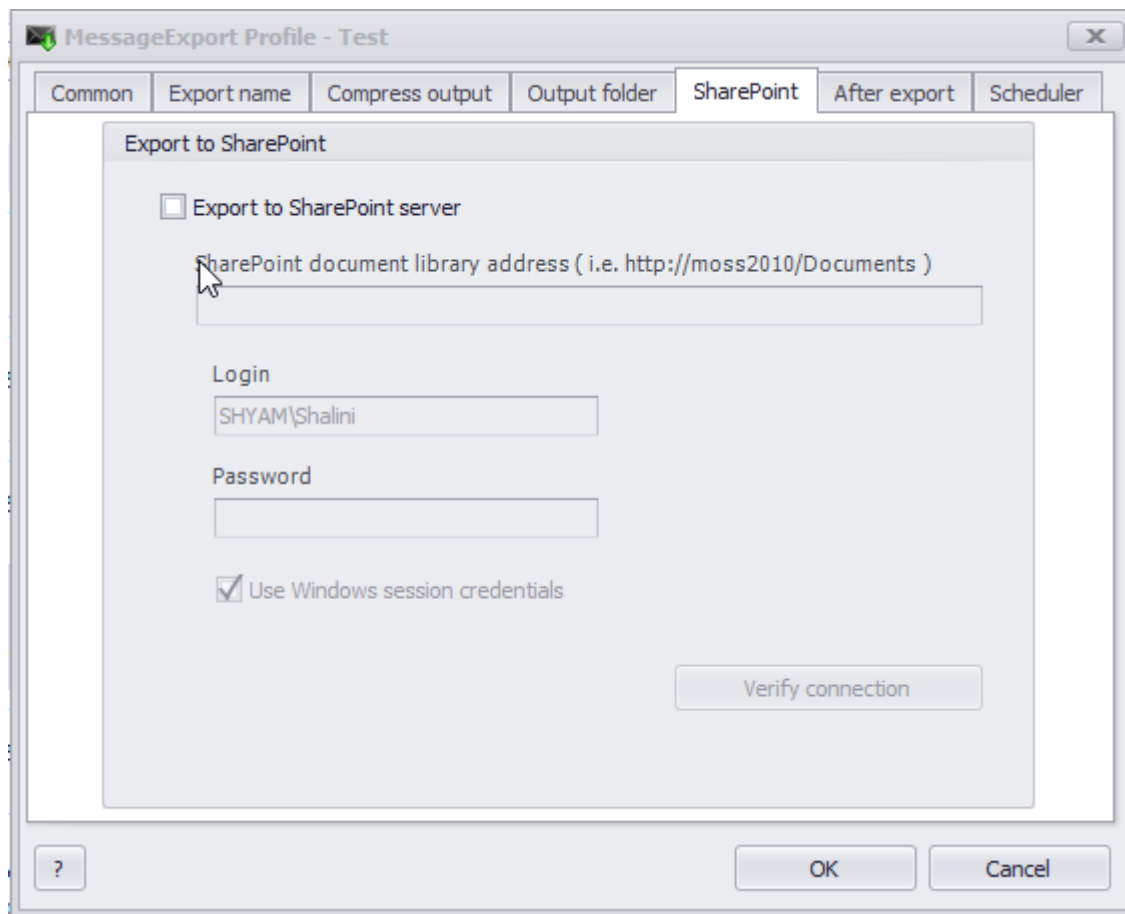 MessageExport Profile - Test
Common Export name Compress output Output folder SharePoint After export Scheduler
Export to SharePoint
Export to SharePoint server
SharePoint document library address ( i.e. http://moss2010/Documents )
Login
SHYAM\Shalini
Password
Use Windows session credentials
Verify connection
? OK Cancel